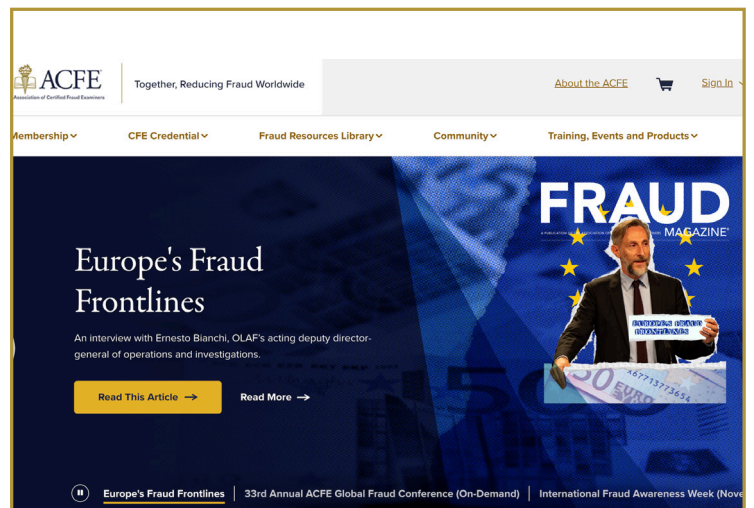 ACFE
Association of Certified Fraud Examiners
Together, Reducing Fraud Worldwide
About the ACFE
Sign In
Membership
CFE Credential
Fraud Resources Library
Community
Training, Events and Products
FRAUD
MAGAZINE®
Europe's Fraud
Frontlines
EUROPE'S FRAUD
FRONTLINES
An interview with Ernesto Bianchi, OLAF's acting deputy director-
general of operations and investigations.
Read This Article →
Read More →
50 EURO
467713773654
500
Europe's Fraud Frontlines
33rd Annual ACFE Global Fraud Conference (On-Demand)
International Fraud Awareness Week (Nove